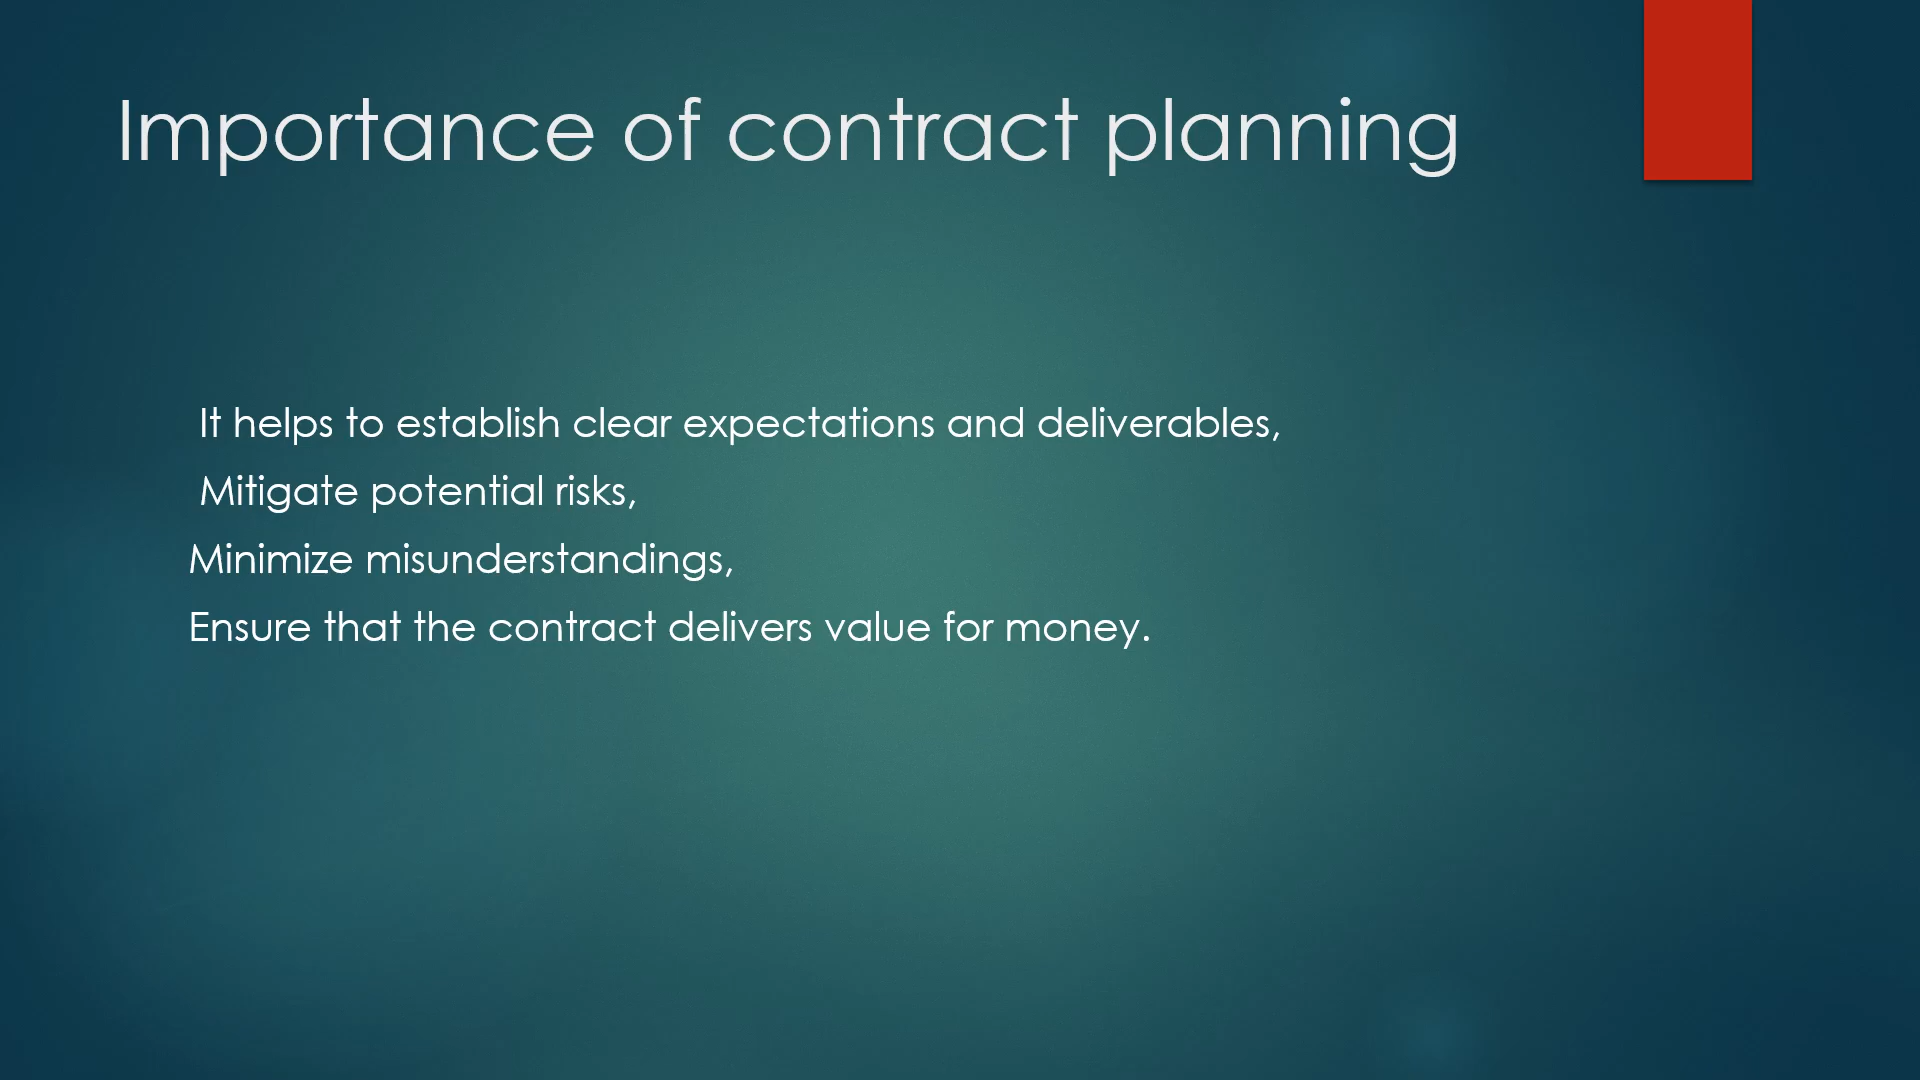 Importance of contract planning
It helps to establish clear expectations and deliverables,
Mitigate potential risks,
Minimize misunderstandings,
Ensure that the contract delivers value for money.